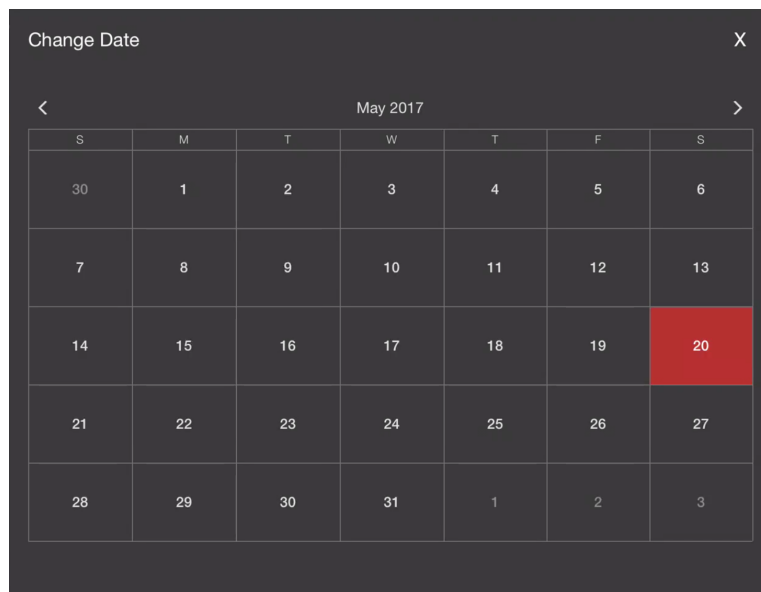 Change Date X
< May 2017 >
S M T W T F S
30 1 2 3 4 5 6
7 8 9 10 11 12 13
14 15 16 17 18 19 20
21 22 23 24 25 26 27
28 29 30 31 1 2 3